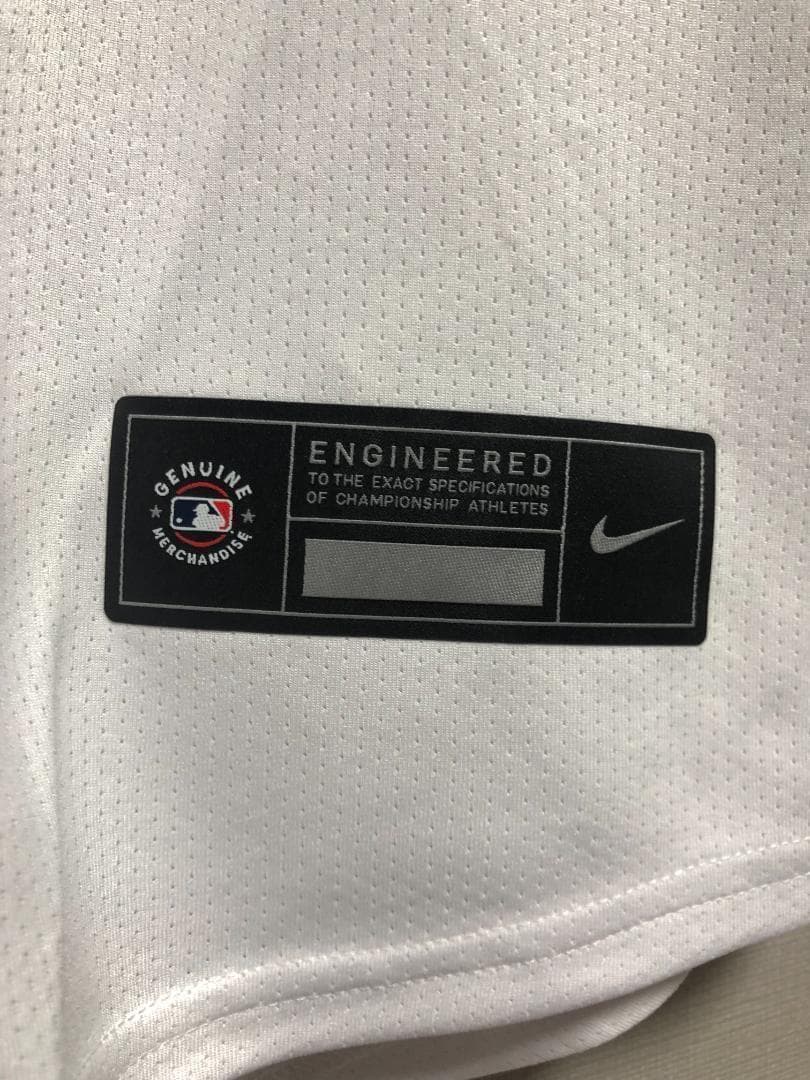 GENUINE
MERCHANDISE
ENGINEERED
TO THE EXACT SPECIFICATIONS
OF CHAMPIONSHIP ATHLETES